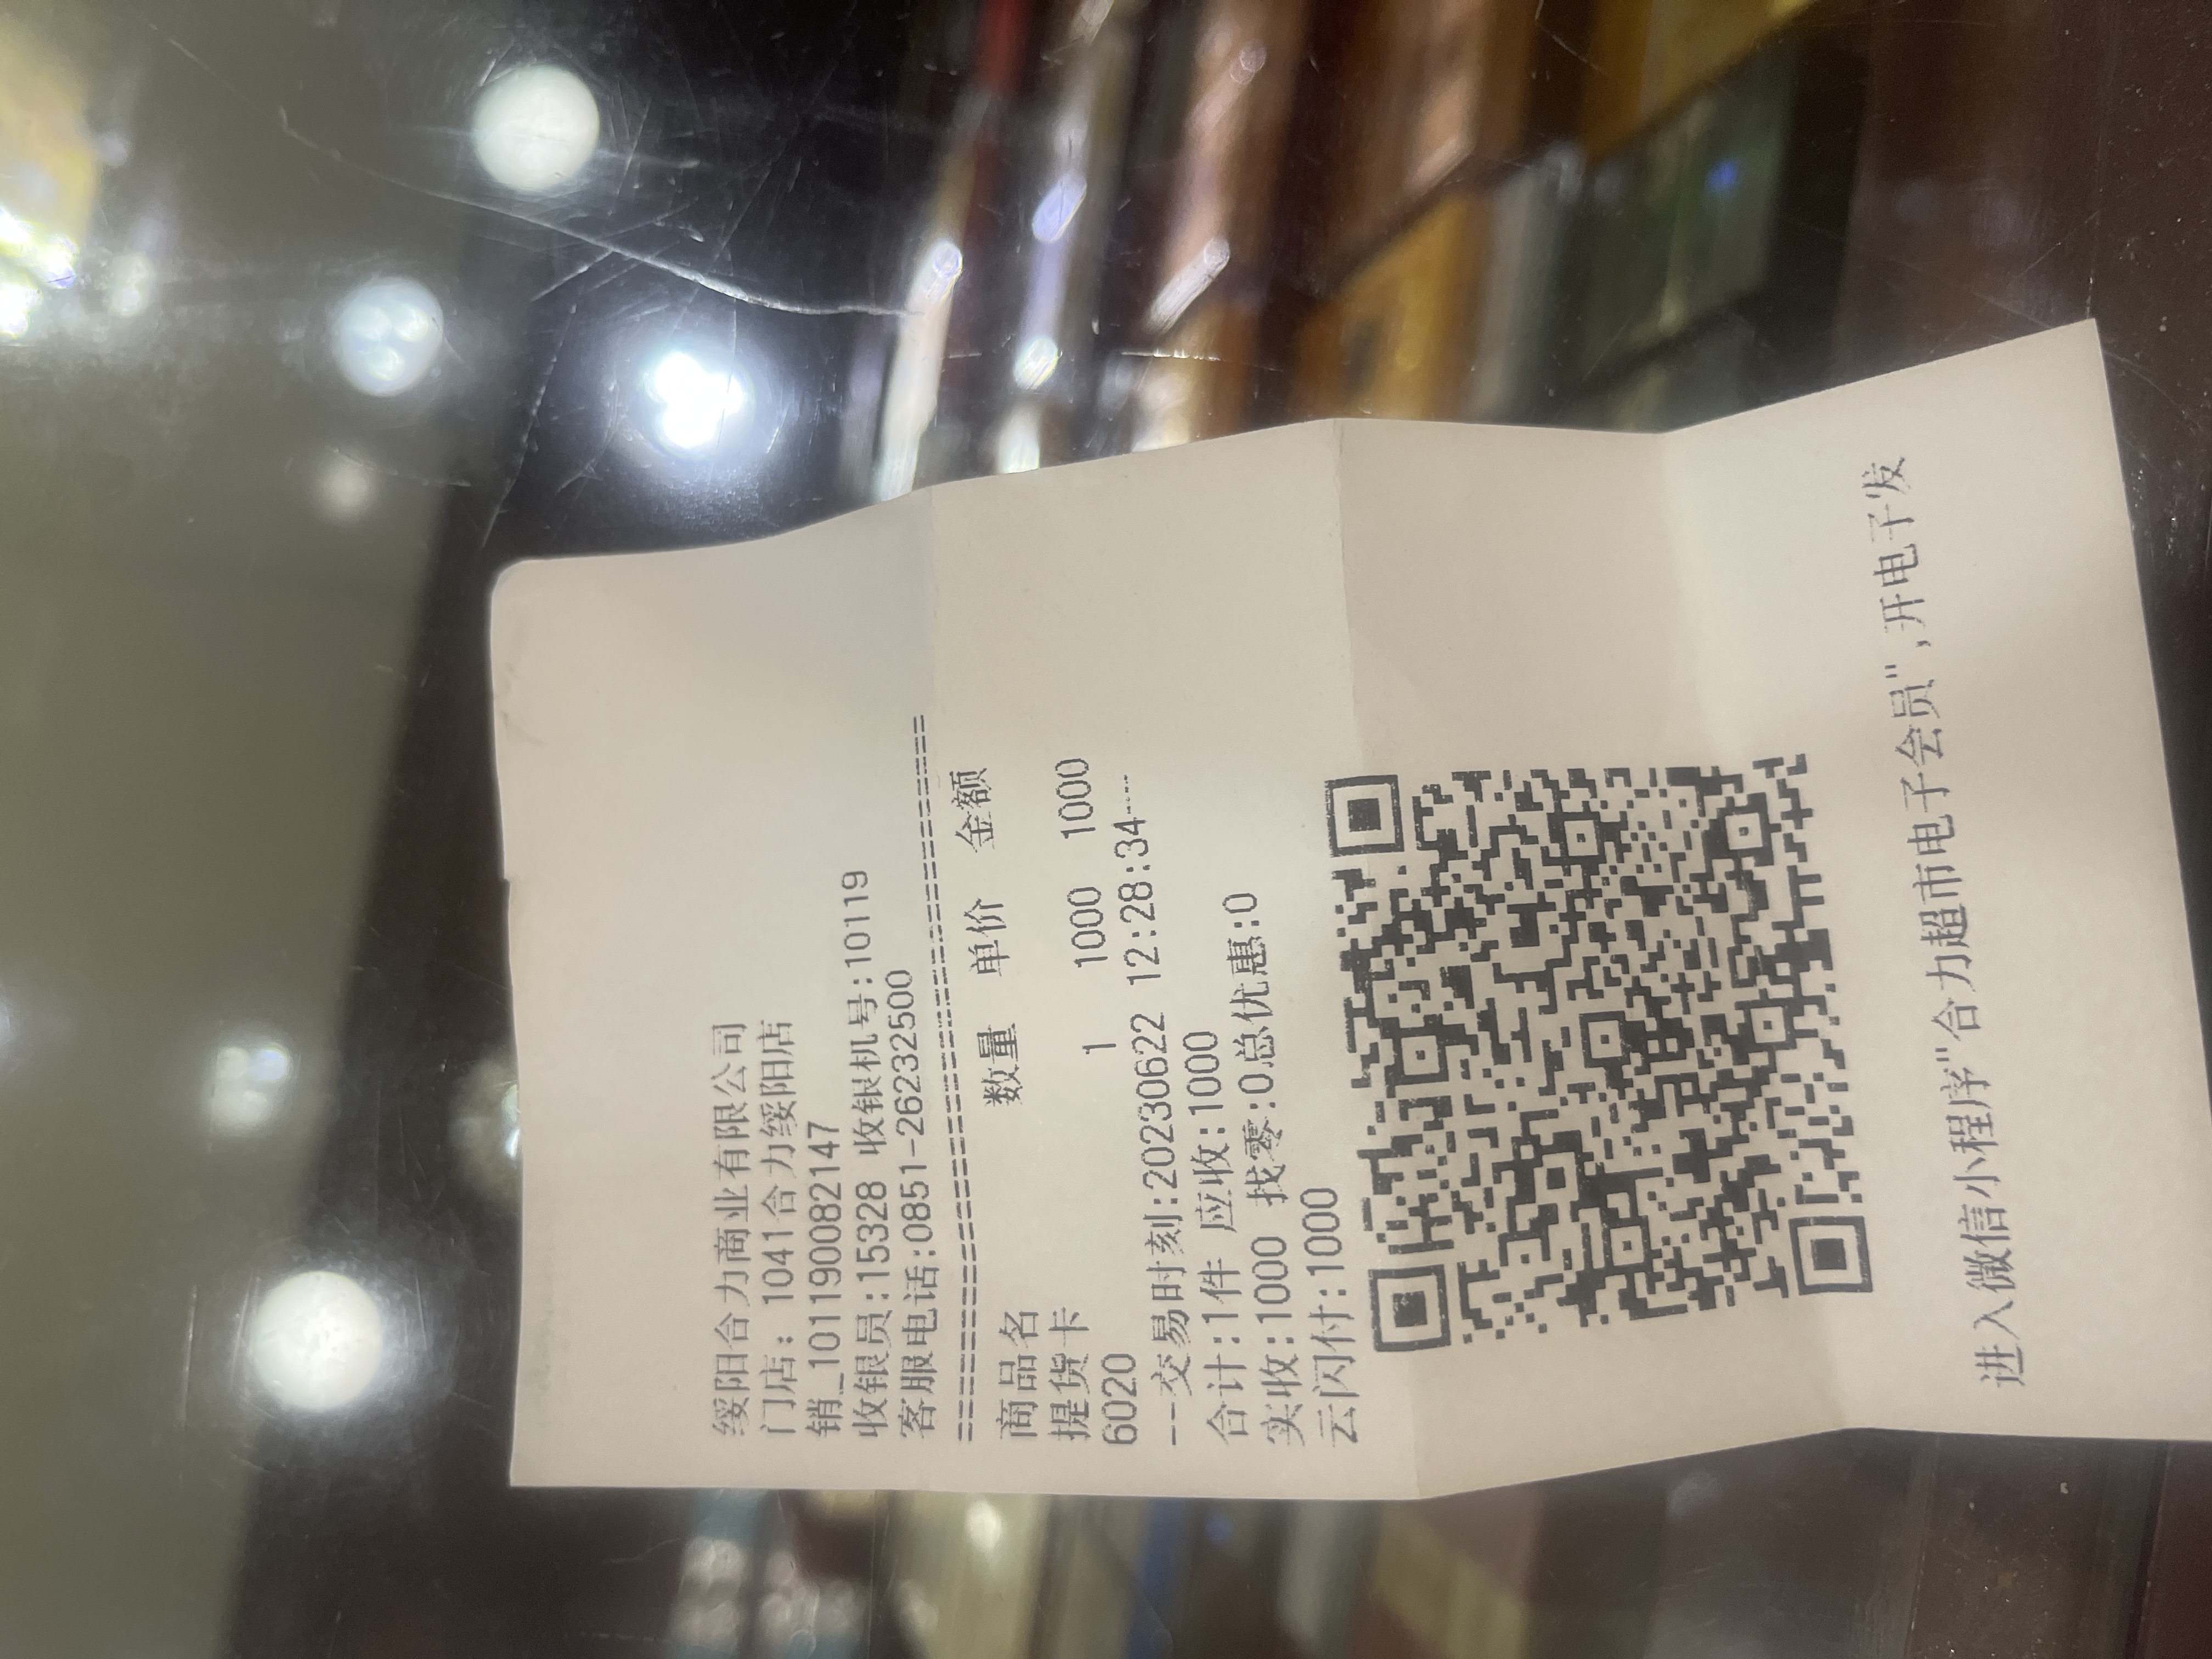 绥阳合力商业有限公司
门店: 1041合力绥阳店
销_101190082147
收银员:15328 收银机号:10119
客服电话:0851-26232500
========================================
商品名 数量 单价 金额
提货卡
6020 1 1000 1000
---交易时刻:20230622 12:28:34----
合计:1件 应收:1000
实收:1000 找零:0总优惠:0
云闪付:1000
进入微信小程序"合力超市电子会员",开电子发